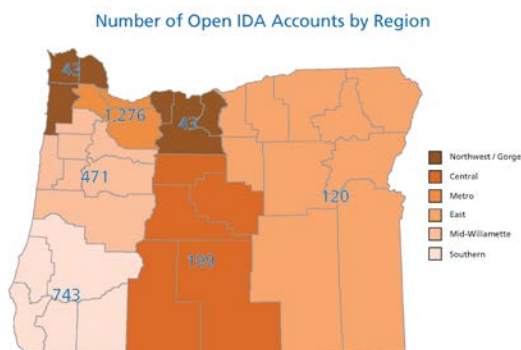 Number of Open IDA Accounts by Region
43
1,276
43
471
120
199
743
Northwest / Gorge
Central
Metro
East
Mid-Willamette
Southern